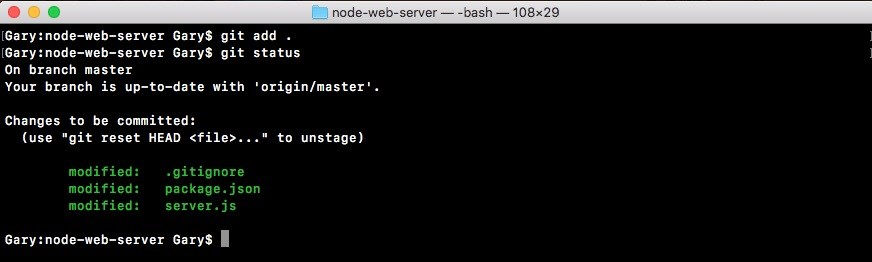 node-web-server — -bash — 108×29
[Gary:node-web-server Gary$ git add . ]
[Gary:node-web-server Gary$ git status ]
On branch master
Your branch is up-to-date with 'origin/master'.
Changes to be committed:
(use "git reset HEAD <file>..." to unstage)
modified: .gitignore
modified: package.json
modified: server.js
Gary:node-web-server Gary$